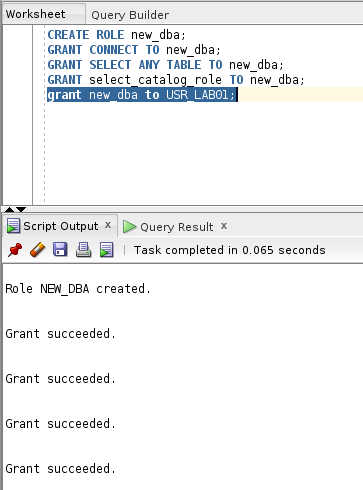 Worksheet Query Builder
CREATE ROLE new_dba;
GRANT CONNECT TO new_dba;
GRANT SELECT ANY TABLE TO new_dba;
GRANT select_catalog_role TO new_dba;
grant new_dba to USR_LAB01;
Script Output x Query Result x
Task completed in 0.065 seconds
Role NEW_DBA created.
Grant succeeded.
Grant succeeded.
Grant succeeded.
Grant succeeded.